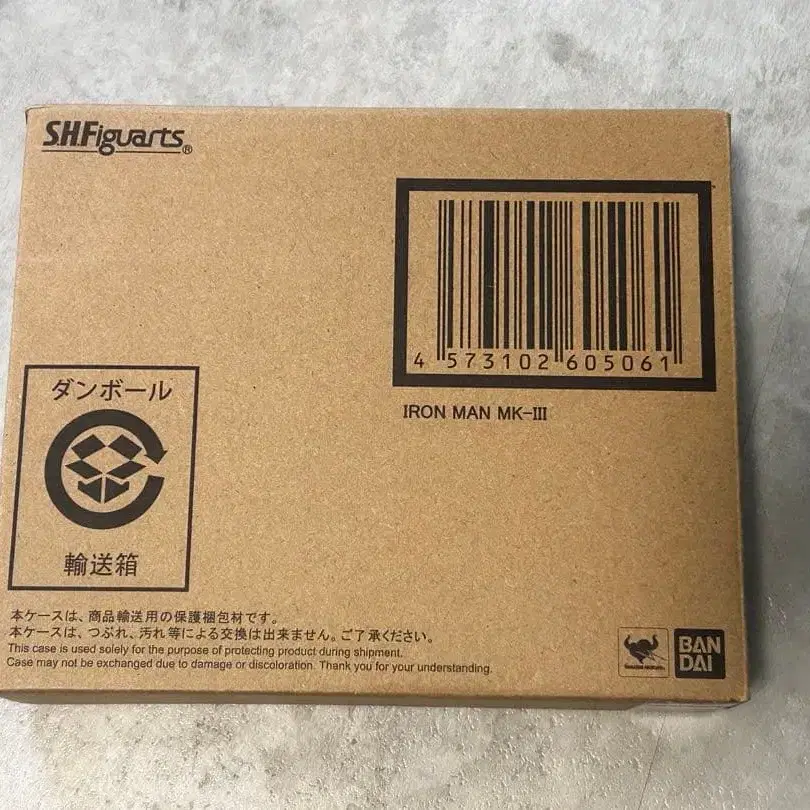 S.H.Figuarts®
4 573102 605061
IRON MAN MK-III
ダンボール
輸送箱
本ケースは、商品輸送用の保護梱包材です。
本ケースは、つぶれ、汚れ等による交換は出来ません。ご了承ください。
This case is used solely for the purpose of protecting product during shipment.
Case may not be exchanged due to damage or discoloration. Thank you for your understanding.
BAN
DAI